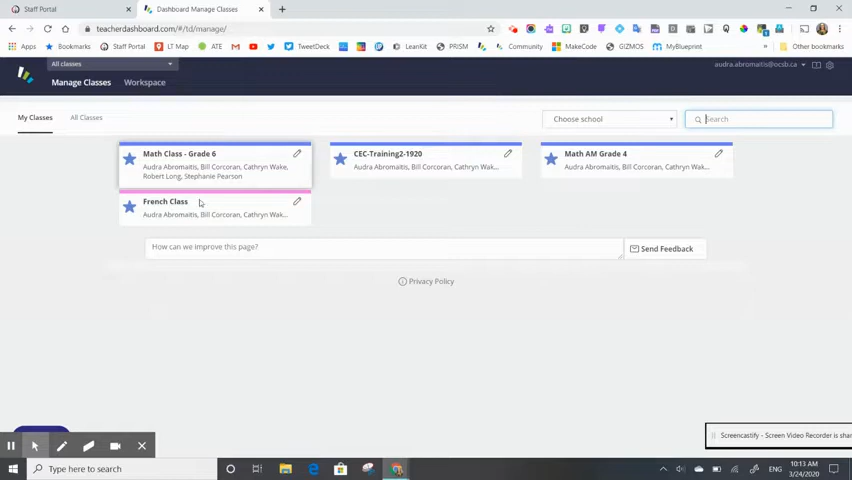 Staff Portal
Dashboard Manage Classes
teacherdashboard.com/#/td/manage/
Apps Bookmarks Staff Portal LT Map ATE TweetDeck LeanKit PRISM Community MakeCode GIZMOS MyBlueprint Other bookmarks
All classes
audra.abromaitis@ocsb.ca
Manage Classes Workspace
My Classes All Classes Choose school Search
Math Class - Grade 6
Audra Abromaitis, Bill Corcoran, Cathryn Wake,
Robert Long, Stephanie Pearson
CEC-Training2-1920
Audra Abromaitis, Bill Corcoran, Cathryn Wak...
Math AM Grade 4
Audra Abromaitis, Bill Corcoran, Cathryn Wak...
French Class
Audra Abromaitis, Bill Corcoran, Cathryn Wak...
How can we improve this page? Send Feedback
Privacy Policy
Screencastify - Screen Video Recorder is shar
Type here to search
ENG
10:13 AM
3/24/2020